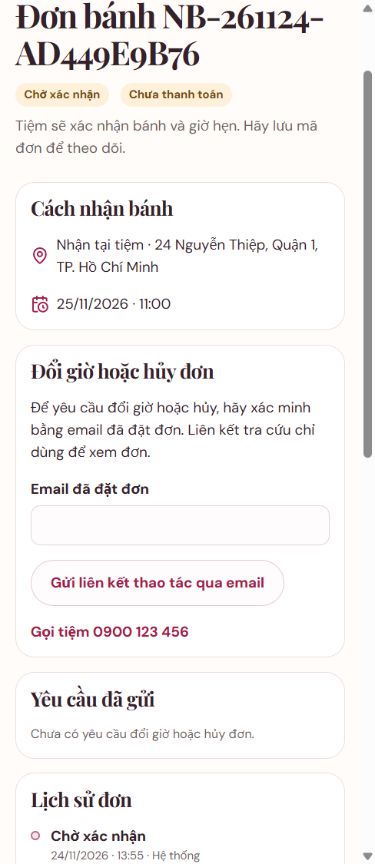 Đơn bánh NB-261124-
AD449E9B76
Chờ xác nhận
Chưa thanh toán
Tiệm sẽ xác nhận bánh và giờ hẹn. Hãy lưu mã
đơn để theo dõi.
Cách nhận bánh
Nhận tại tiệm · 24 Nguyễn Thiệp, Quận 1,
TP. Hồ Chí Minh
25/11/2026 · 11:00
Đổi giờ hoặc hủy đơn
Để yêu cầu đổi giờ hoặc hủy, hãy xác minh
bằng email đã đặt đơn. Liên kết tra cứu chỉ
dùng để xem đơn.
Email đã đặt đơn
Gửi liên kết thao tác qua email
Gọi tiệm 0900 123 456
Yêu cầu đã gửi
Chưa có yêu cầu đổi giờ hoặc hủy đơn.
Lịch sử đơn
Chờ xác nhận
24/11/2026 · 13:55 · Hệ thống